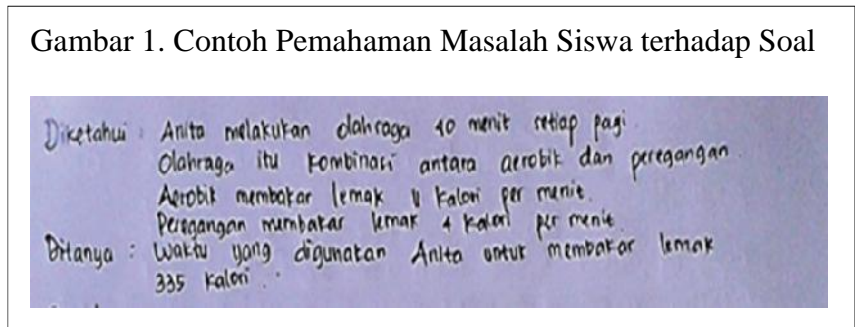 Gambar 1. Contoh Pemahaman Masalah Siswa terhadap Soal
Diketahui : Anita melakukan olahraga 40 menit setiap pagi.
Olahraga itu kombinasi antara aerobik dan peregangan.
Aerobik membakar lemak 11 kalori per menit.
Peregangan membakar lemak 4 kalori per menit.
Ditanya : Waktu yang digunakan Anita untuk membakar lemak
335 kalori